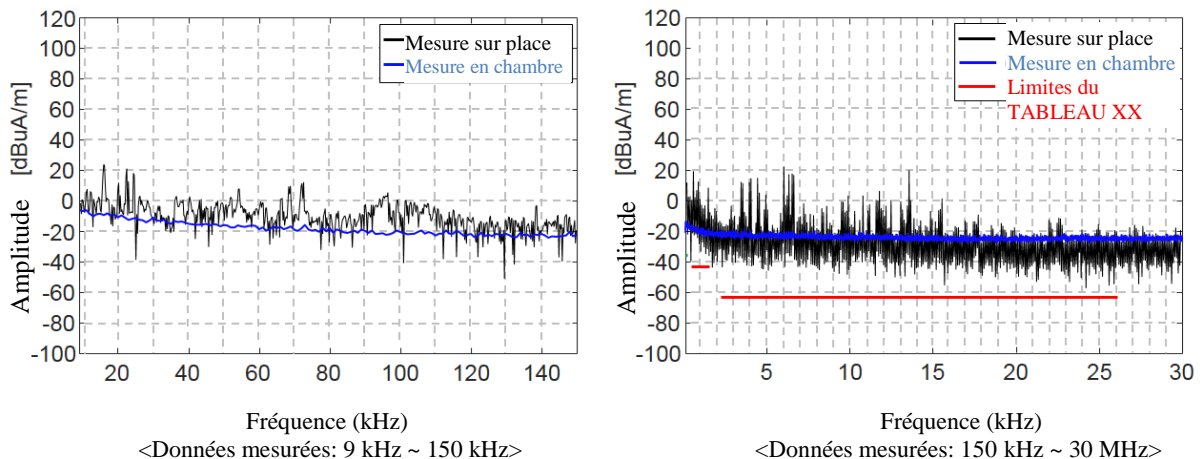 120
100
80
60
40
20
0
-20
-40
-60
-80
-100
Amplitude [dBuA/m]
Mesure sur place
Mesure en chambre
20 40 60 80 100 120 140
Fréquence (kHz)
<Données mesurées: 9 kHz ~ 150 kHz>
120
100
80
60
40
20
0
-20
-40
-60
-80
-100
Amplitude [dBuA/m]
Mesure sur place
Mesure en chambre
Limites du
TABLEAU XX
5 10 15 20 25 30
Fréquence (kHz)
<Données mesurées: 150 kHz ~ 30 MHz>